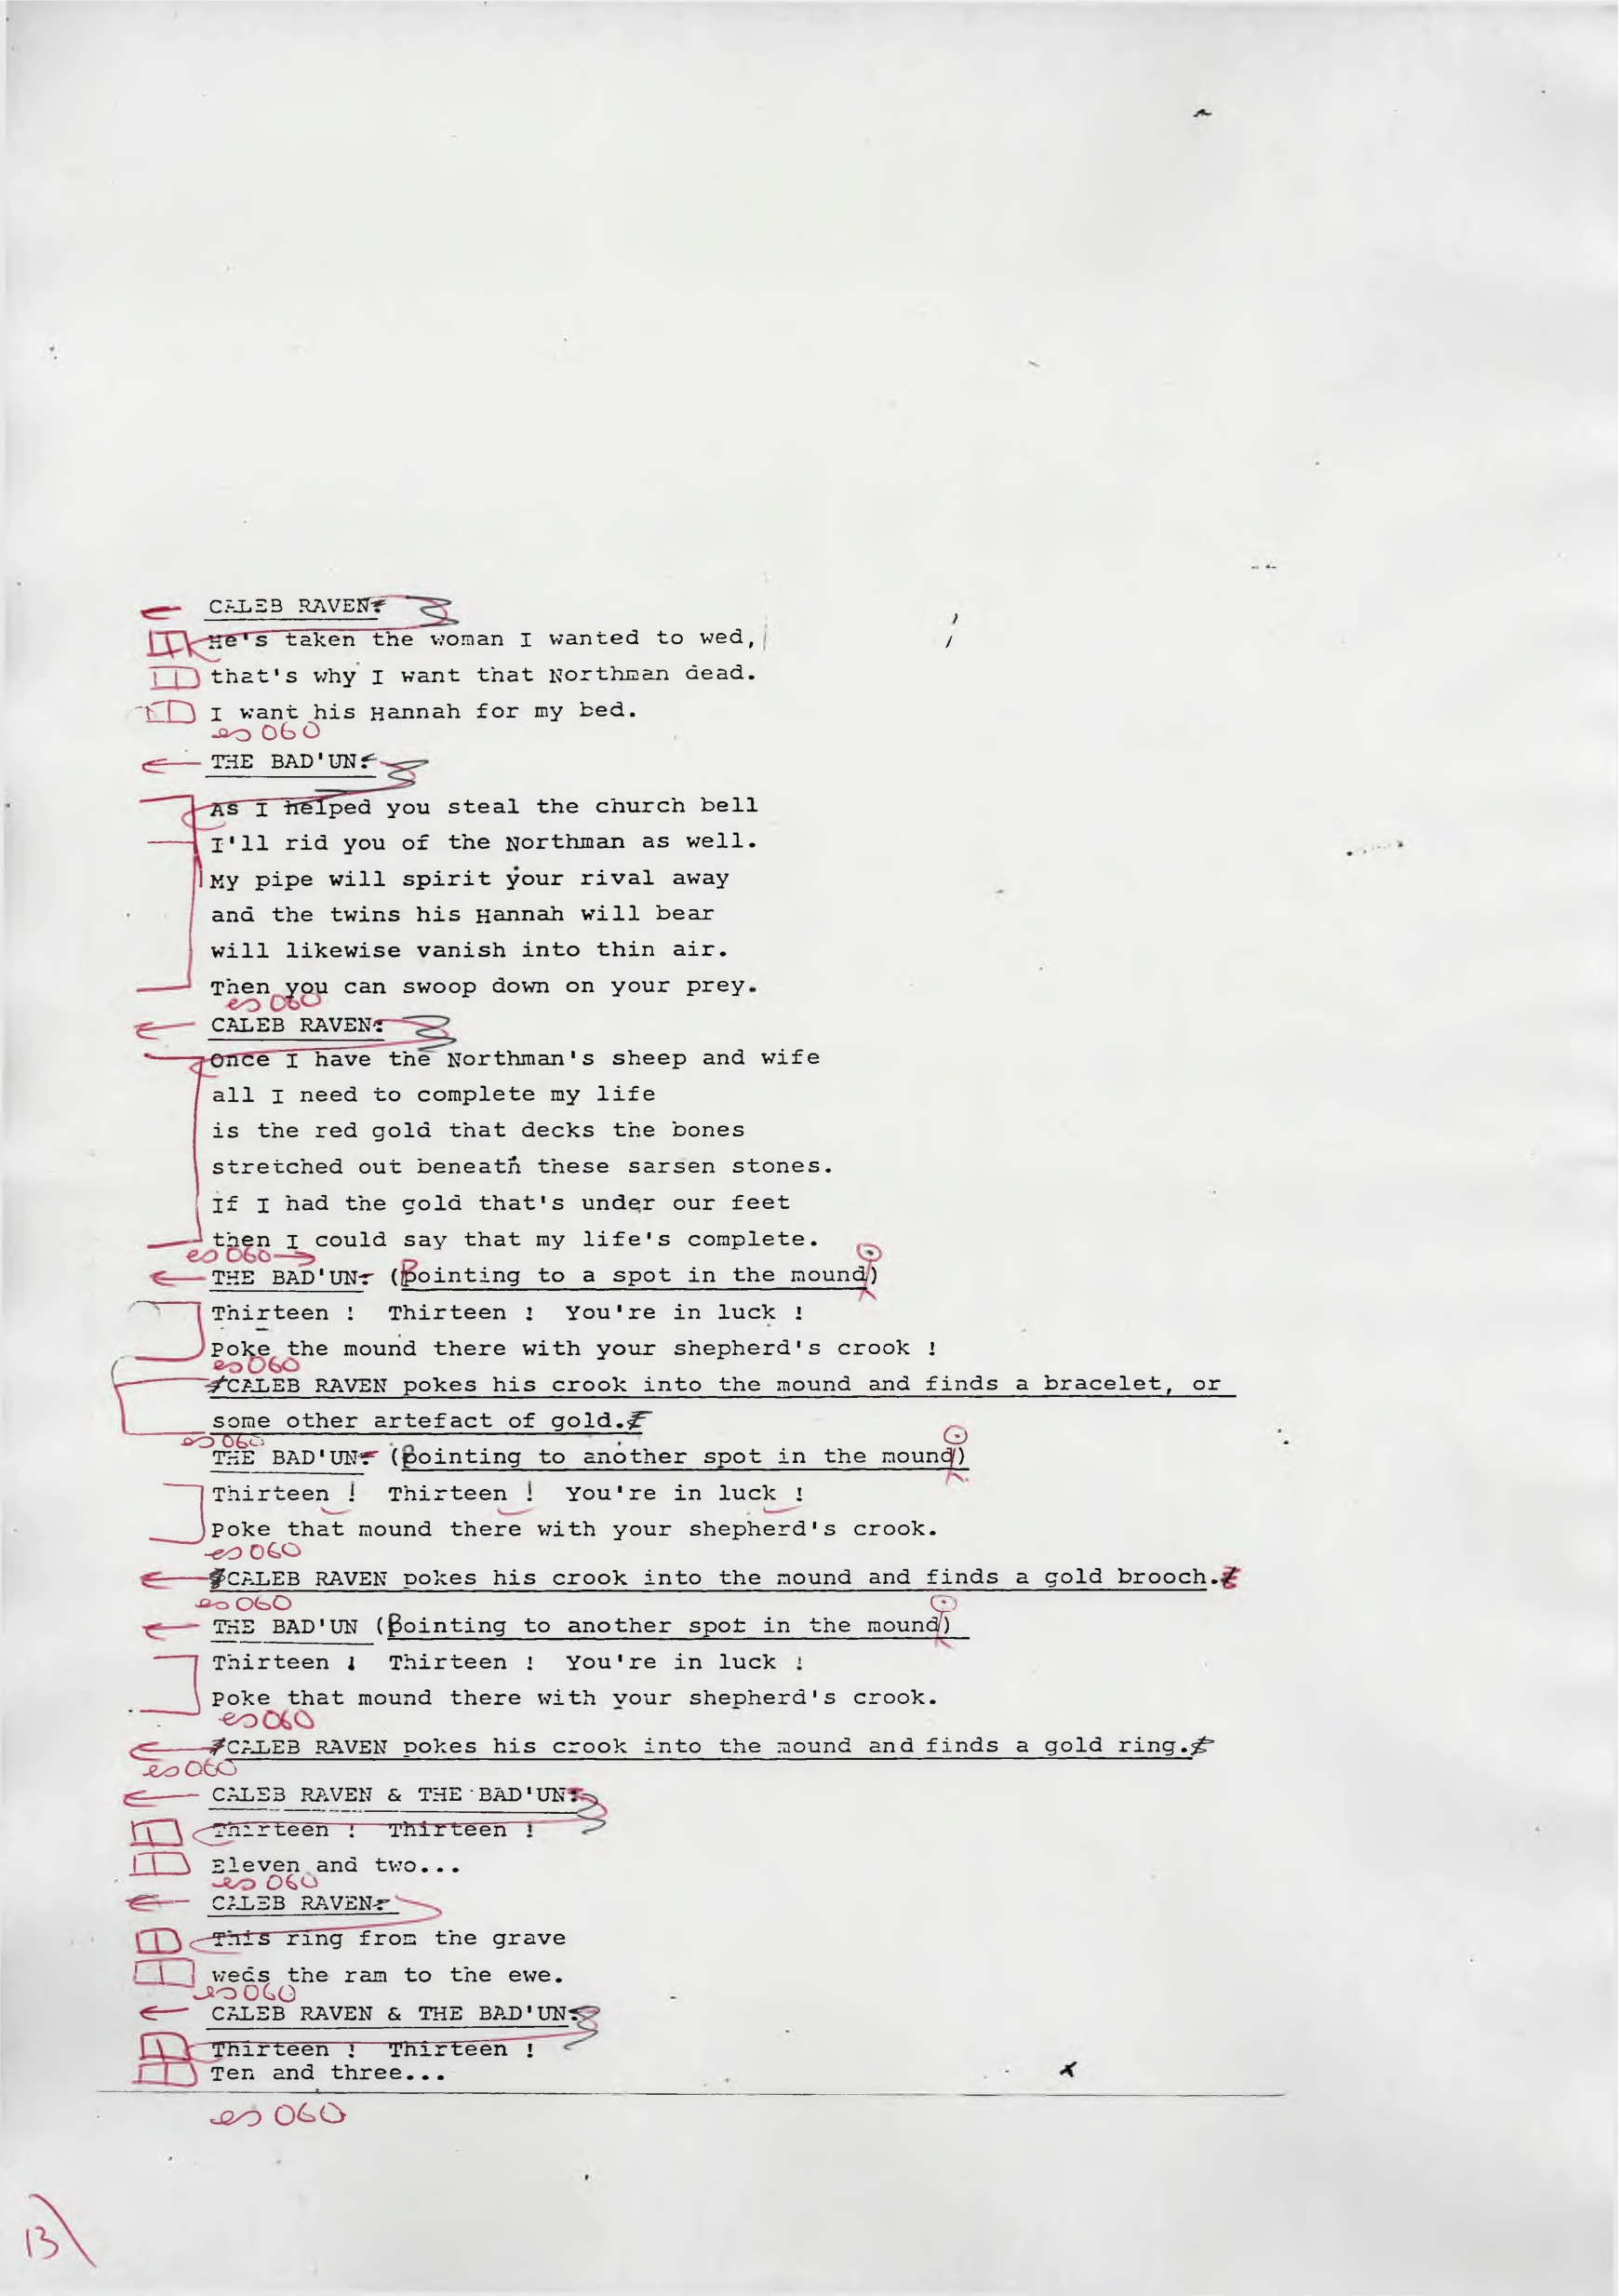 CALEB RAVEN:
He's taken the woman I wanted to wed,
that's why I want that Northman dead.
I want his Hannah for my bed.
es 060
THE BAD'UN:
As I helped you steal the church bell
I'll rid you of the Northman as well.
My pipe will spirit your rival away
and the twins his Hannah will bear
will likewise vanish into thin air.
Then you can swoop down on your prey.
es 060
CALEB RAVEN:
Once I have the Northman's sheep and wife
all I need to complete my life
is the red gold that decks the bones
stretched out beneath these sarsen stones.
If I had the gold that's under our feet
then I could say that my life's complete.
es 060
THE BAD'UN: (Pointing to a spot in the mound)
Thirteen ! Thirteen ! You're in luck !
Poke the mound there with your shepherd's crook !
es 060
CALEB RAVEN pokes his crook into the mound and finds a bracelet, or
some other artefact of gold.
es 060
THE BAD'UN: (Pointing to another spot in the mound)
Thirteen ! Thirteen ! You're in luck !
Poke that mound there with your shepherd's crook.
es 060
CALEB RAVEN pokes his crook into the mound and finds a gold brooch.
es 060
THE BAD'UN (Pointing to another spot in the mound)
Thirteen ! Thirteen ! You're in luck !
Poke that mound there with your shepherd's crook.
es 060
CALEB RAVEN pokes his crook into the mound and finds a gold ring.
es 060
CALEB RAVEN & THE BAD'UN:
Thirteen ! Thirteen !
Eleven and two...
es 060
CALEB RAVEN:
This ring from the grave
weds the ram to the ewe.
es 060
CALEB RAVEN & THE BAD'UN:
Thirteen ! Thirteen !
Ten and three...
es 060
13)